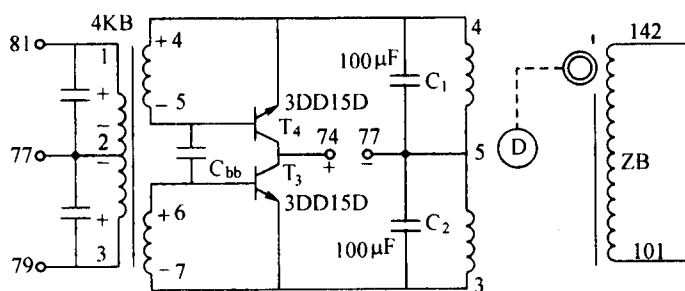 4KB
81
77
79
1
+
–
2
–
+
3
+4
–5
+6
–7
3DD15D
T₄
C_bb
T₃
3DD15D
74
+
77
–
100μF
C₁
C₂
100μF
4
5
3
D
142
ZB
101